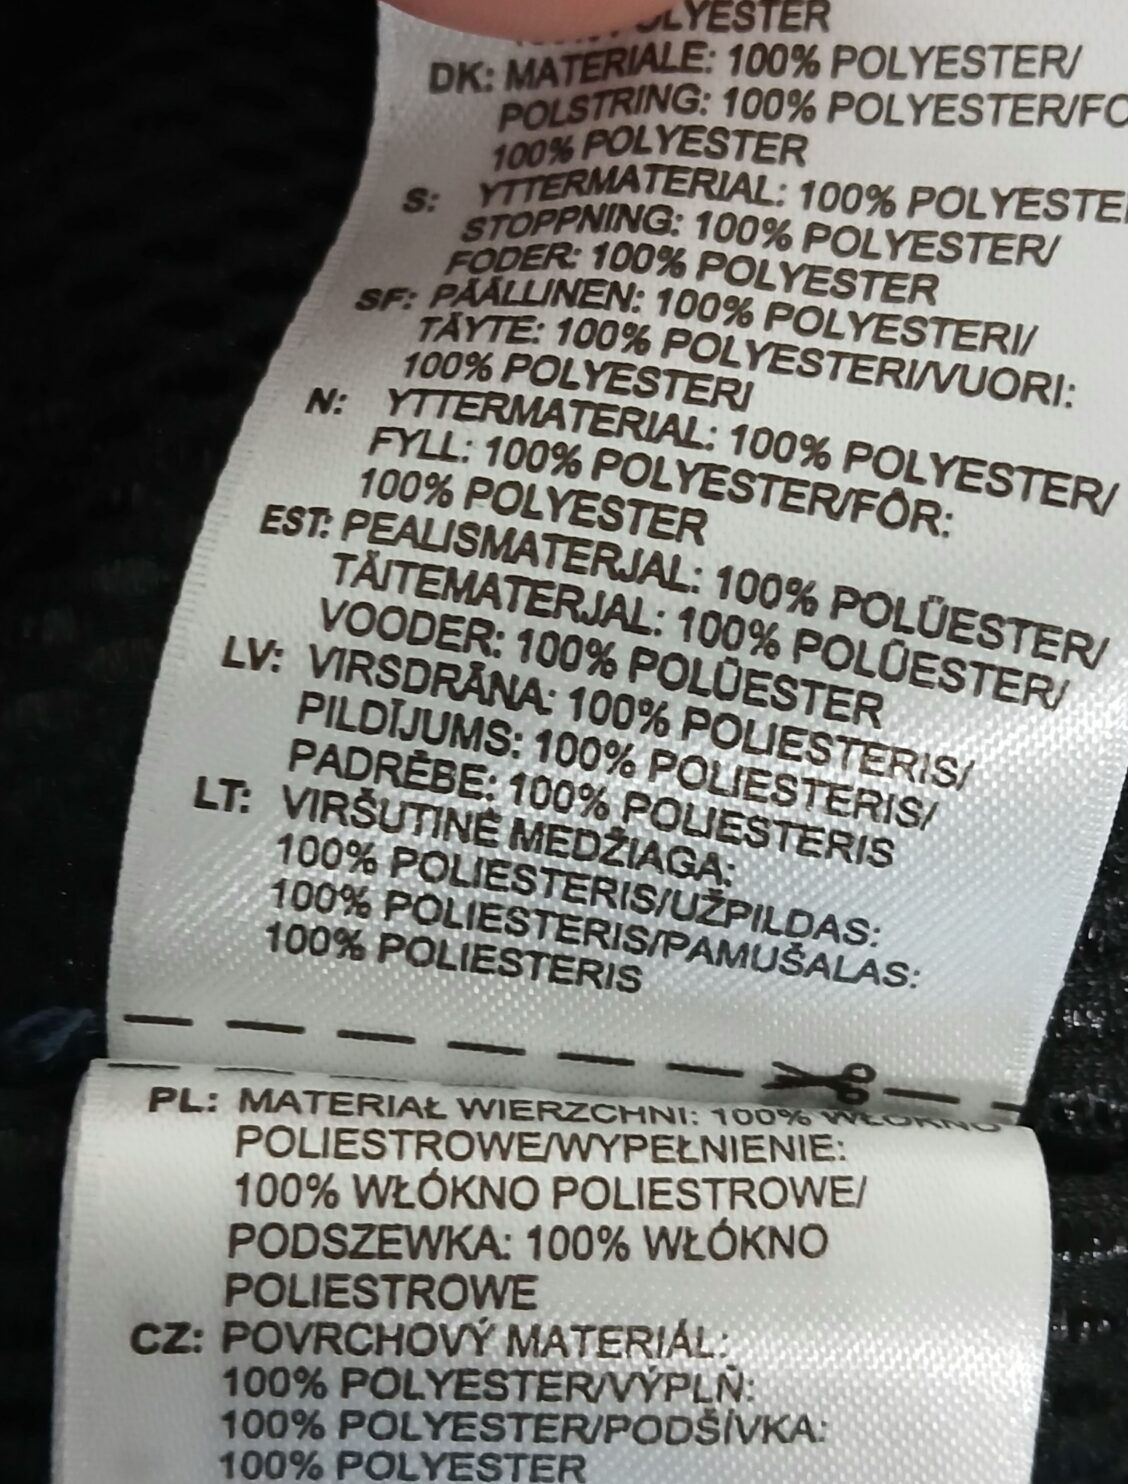 POLYESTER
DK: MATERIALE: 100% POLYESTER/
POLSTRING: 100% POLYESTER/FO
100% POLYESTER
S: YTTERMATERIAL: 100% POLYESTE
STOPPNING: 100% POLYESTER/
FODER: 100% POLYESTER
SF: PÄÄLLINEN: 100% POLYESTERI/
TÄYTE: 100% POLYESTERI/VUORI:
100% POLYESTERI
N: YTTERMATERIAL: 100% POLYESTER/
FYLL: 100% POLYESTER/FÔR:
100% POLYESTER
EST: PEALISMATERJAL: 100% POLÜESTER/
TÄITEMATERJAL: 100% POLÜESTER/
VOODER: 100% POLÜESTER
LV: VIRSDRĀNA: 100% POLIESTERIS/
PILDĪJUMS: 100% POLIESTERIS/
PADRĒBE: 100% POLIESTERIS
LT: VIRŠUTINĖ MEDŽIAGA:
100% POLIESTERIS/UŽPILDAS:
100% POLIESTERIS/PAMUŠALAS:
100% POLIESTERIS
PL: MATERIAŁ WIERZCHNI: 100% WŁÓKNO
POLIESTROWE/WYPEŁNIENIE:
100% WŁÓKNO POLIESTROWE/
PODSZEWKA: 100% WŁÓKNO
POLIESTROWE
CZ: POVRCHOVÝ MATERIÁL:
100% POLYESTER/VÝPLŇ:
100% POLYESTER/PODŠÍVKA:
100% POLYESTER